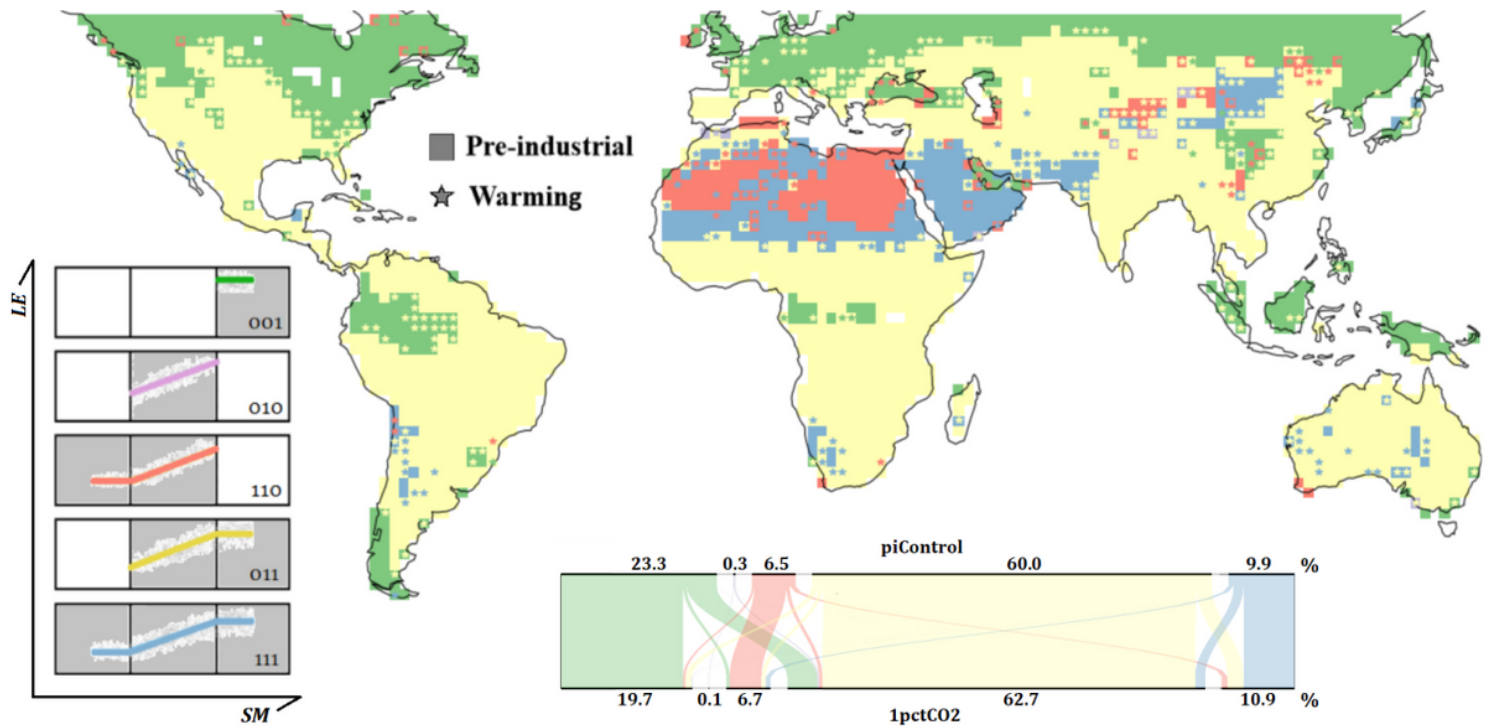 Pre-industrial
Warming
LE
001
010
110
011
111
SM
piControl
23.3 0.3 6.5 60.0 9.9 %
19.7 0.1 6.7 62.7 10.9 %
1pctCO2